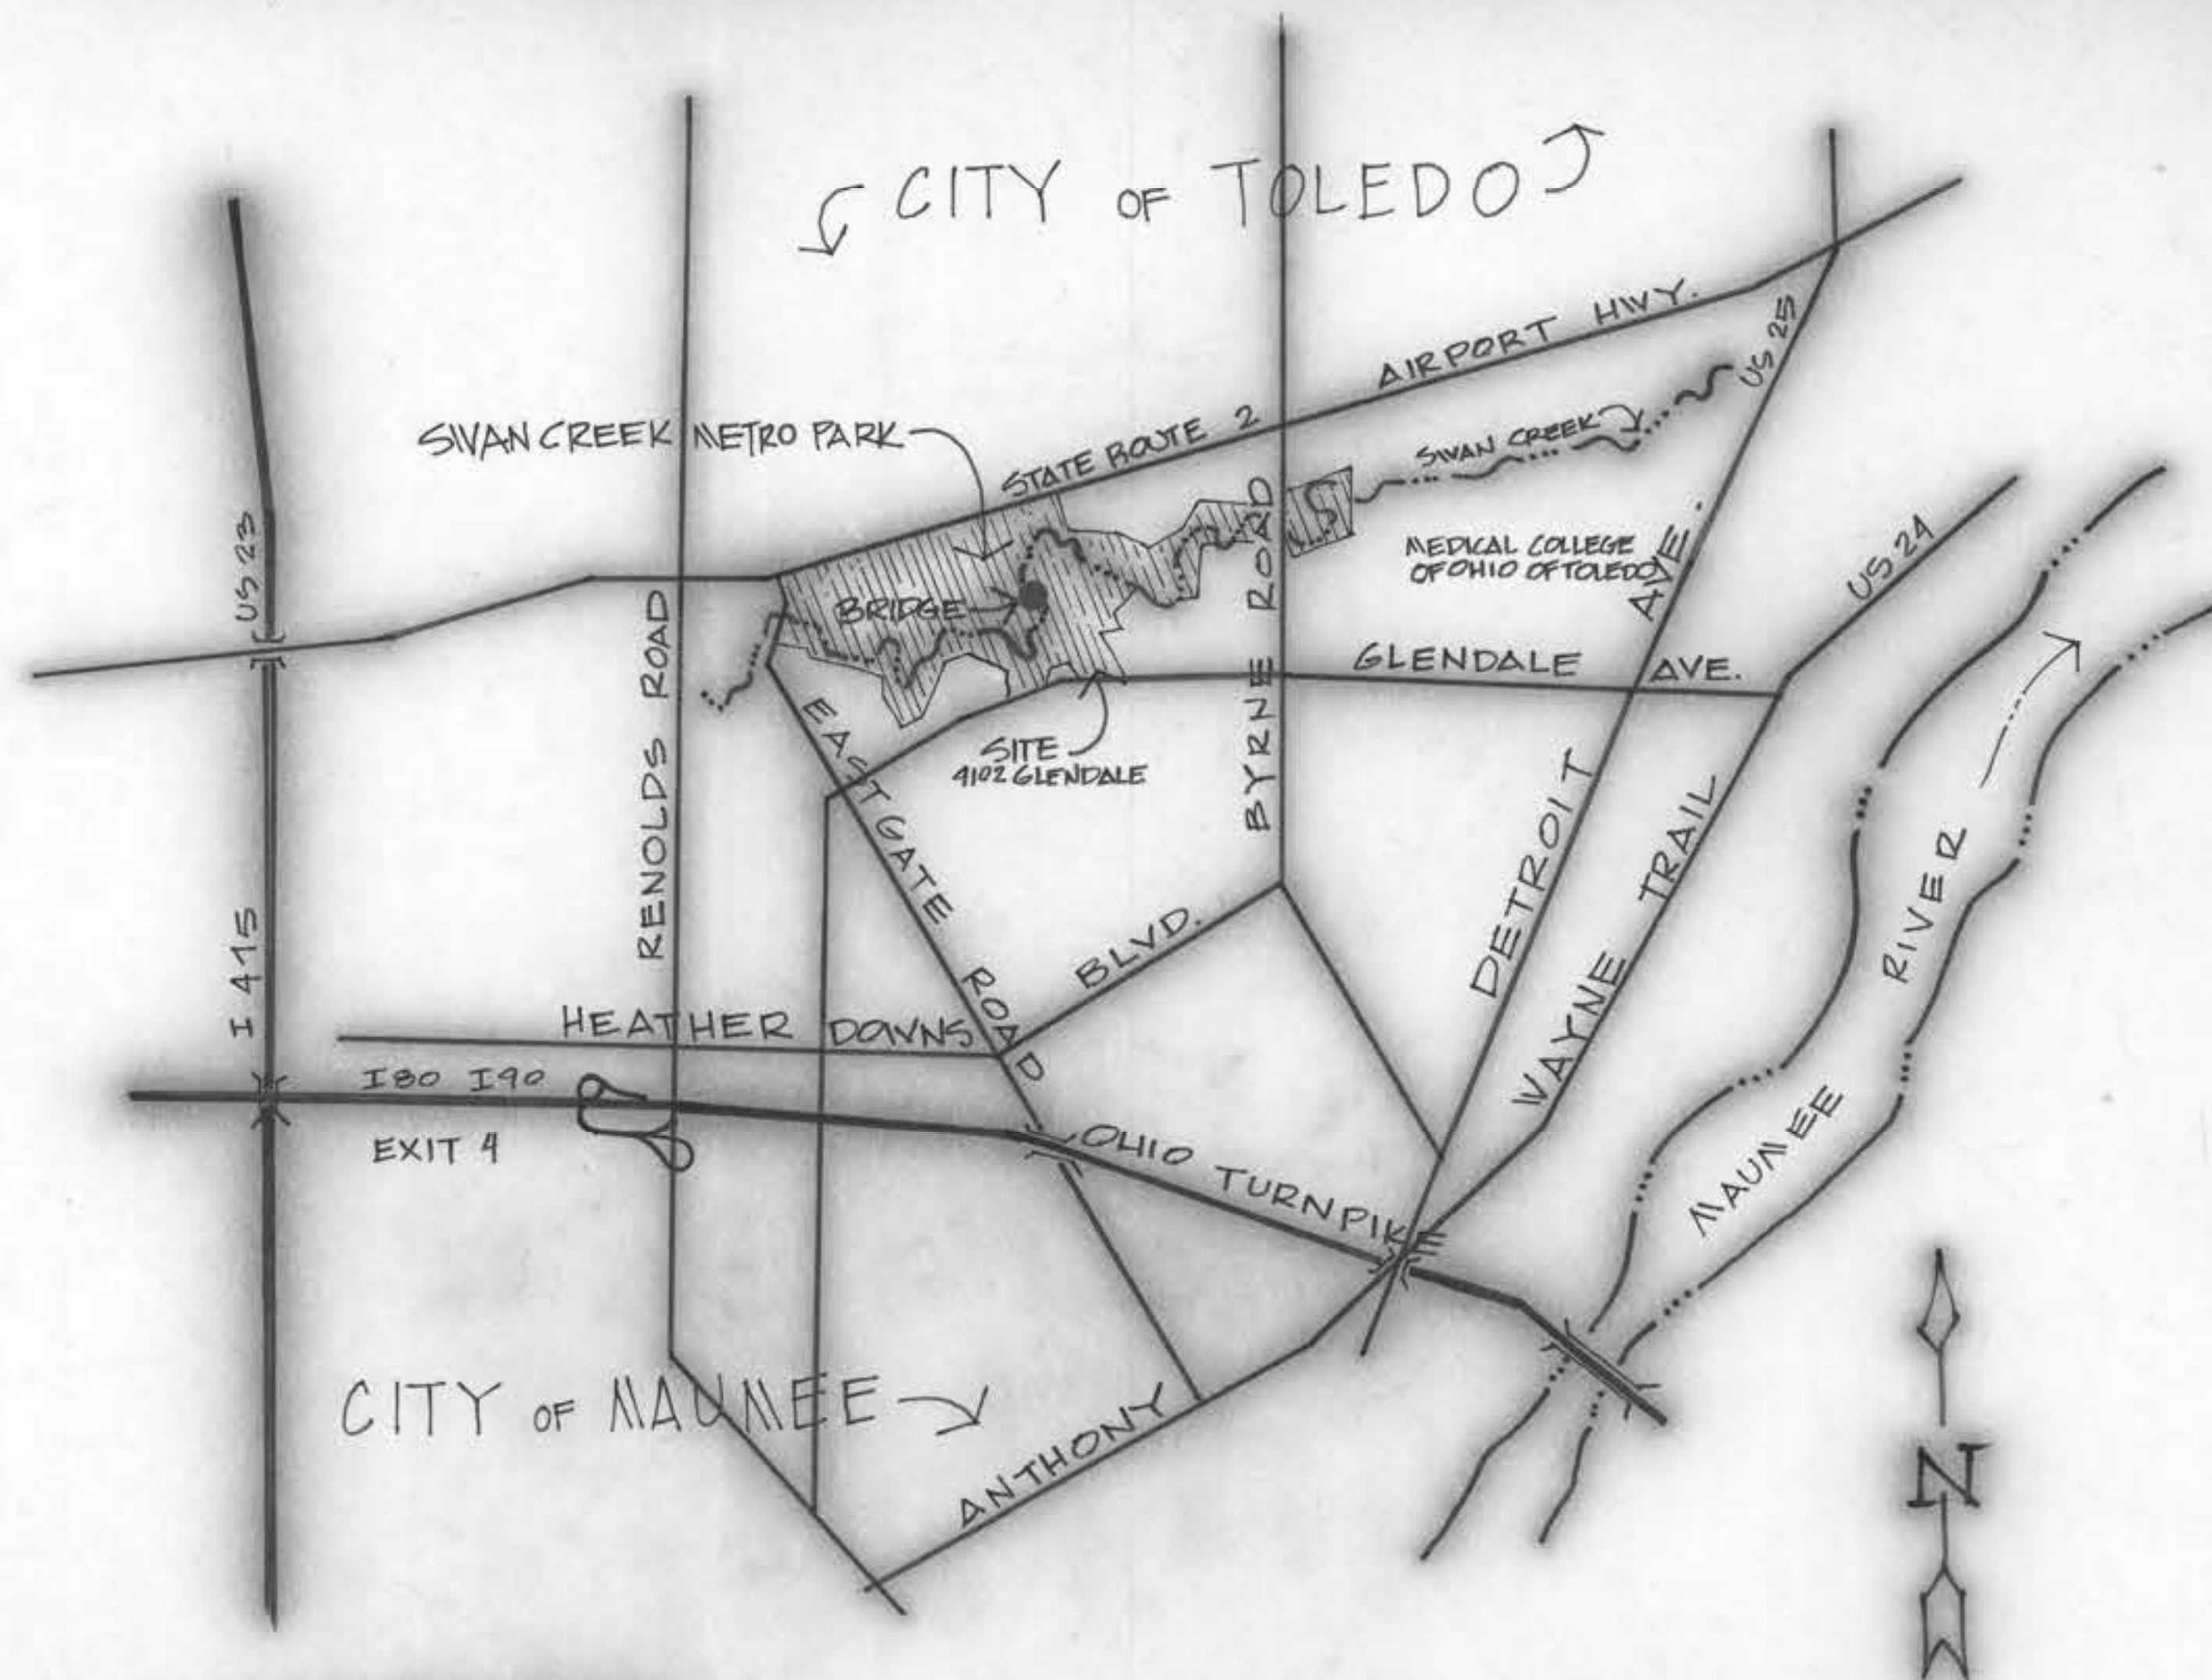 CITY OF TOLEDO
AIRPORT HWY.
US 25
SWAN CREEK METRO PARK
STATE ROUTE 2
SWAN CREEK
US 23
MEDICAL COLLEGE
OF OHIO OF TOLEDO
US 24
BRIDGE
GLENDALE AVE.
SITE
4102 GLENDALE
RENOLDS ROAD
EASTGATE ROAD
BYRNE ROAD
DETROIT AVE.
WAYNE TRAIL
MAUMEE RIVER
I 475
HEATHER DOWNS BLVD.
I80 I90
EXIT 4
OHIO TURNPIKE
CITY OF MAUMEE
ANTHONY
N